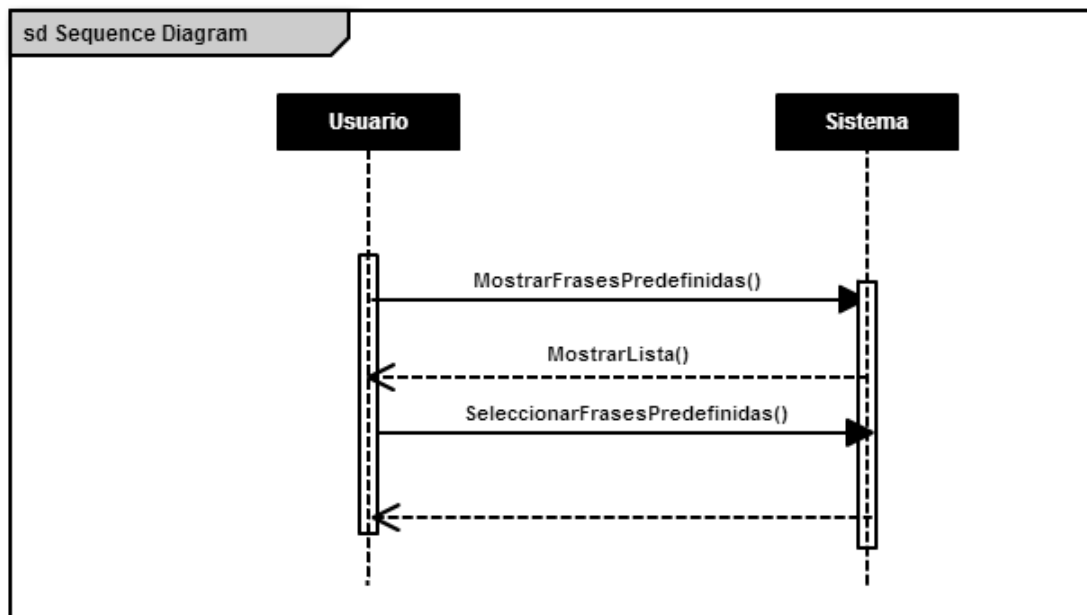 sd Sequence Diagram
Usuario
Sistema
MostrarFrasesPredefinidas()
MostrarLista()
SeleccionarFrasesPredefinidas()